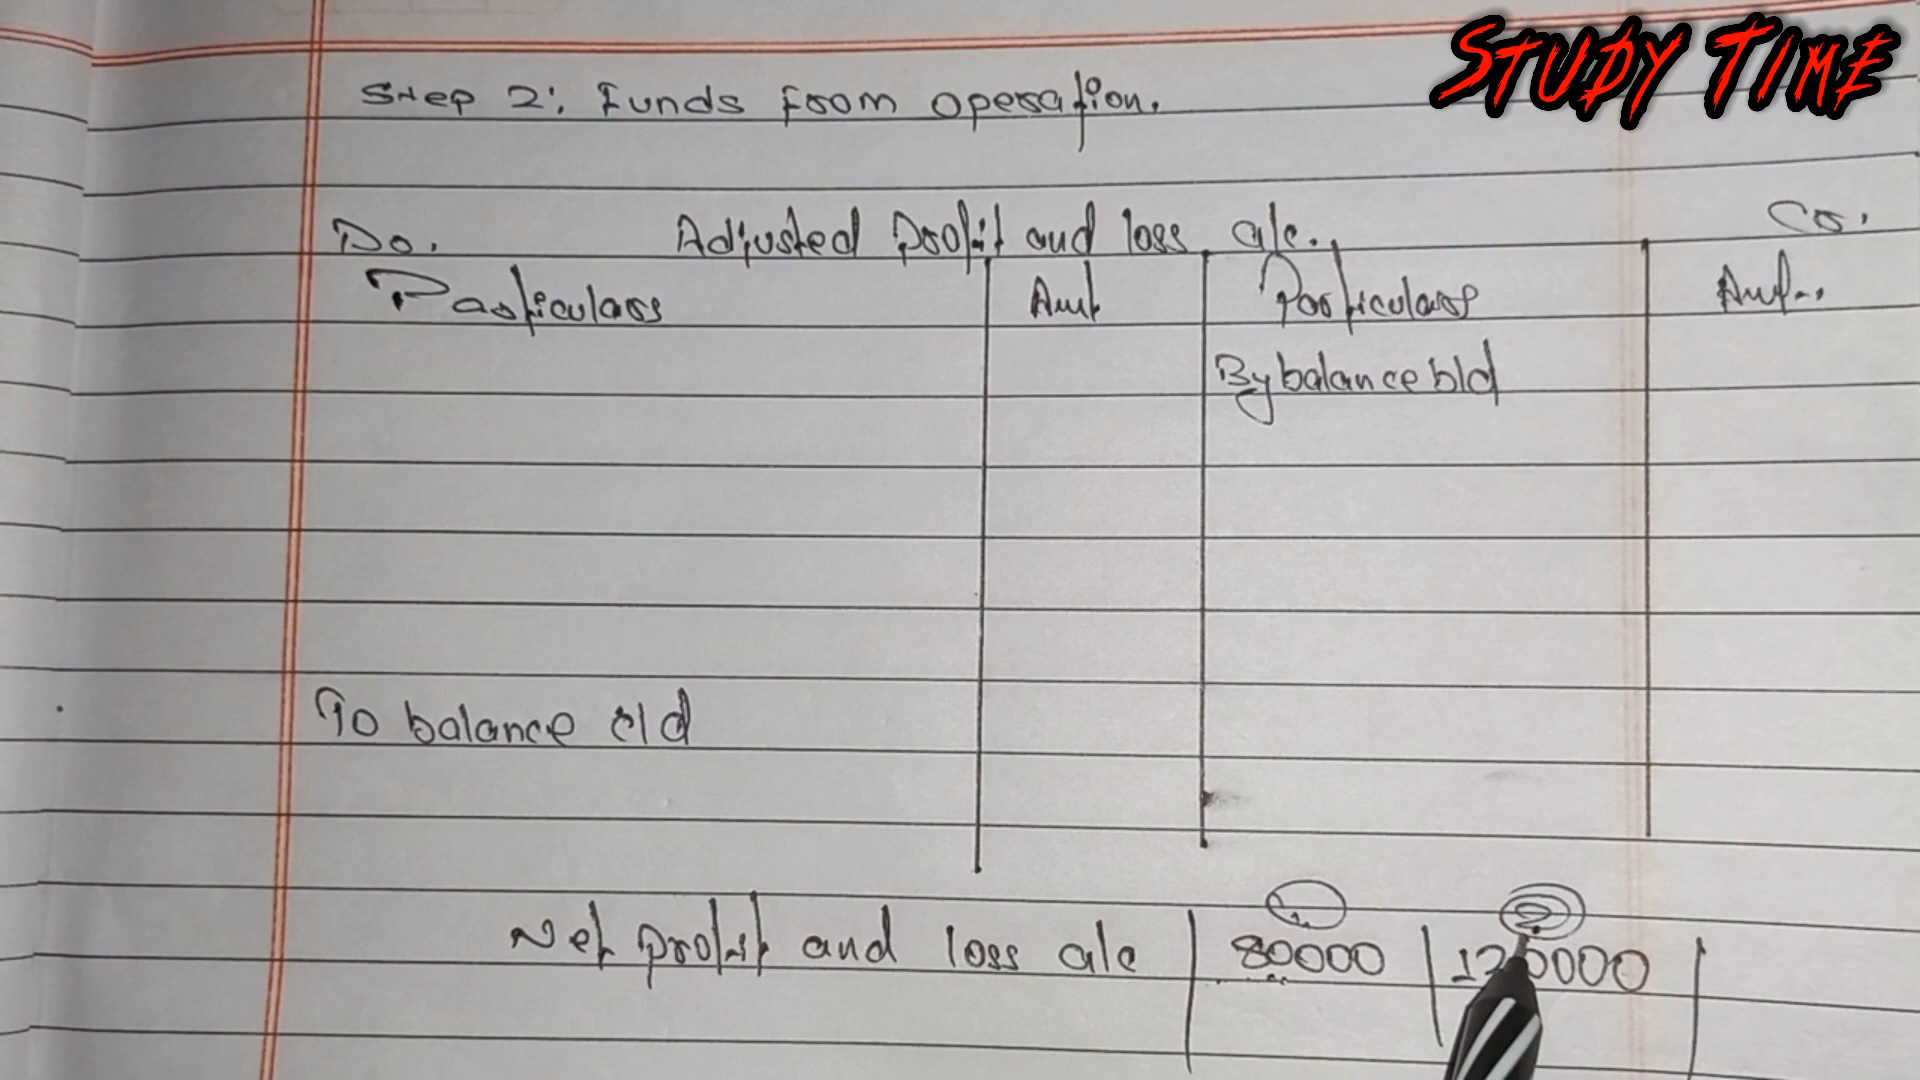 STUDY TIME
Step 2: Funds from operation.
Dr. Adjusted Profit and loss a/c. Cr.
Particulars Amt Particulars Amt..
By balance b/d
To balance c/d
Net profit and loss a/c 80000 120000